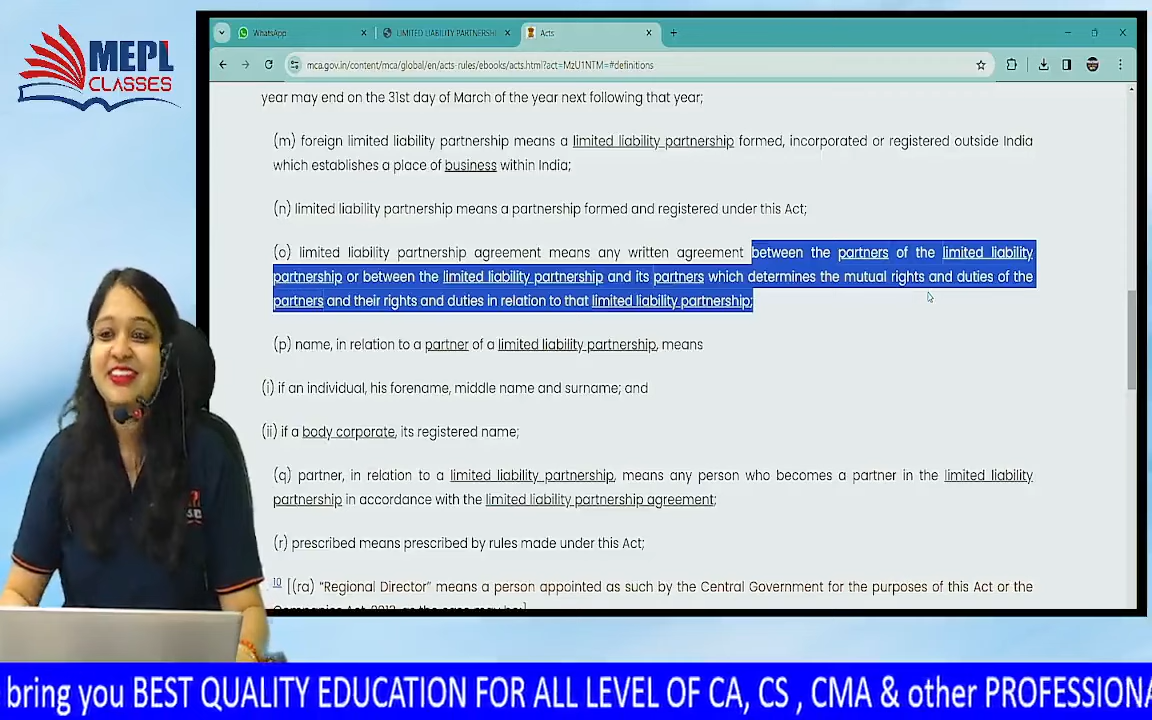 MEPL
CLASSES
WhatsApp
LIMITED LIABILITY PARTNERSHI
Acts
mca.gov.in/content/mca/global/en/acts-rules/ebooks/acts.html?act=MzU1NTM=#definitions
year may end on the 31st day of March of the year next following that year;
(m) foreign limited liability partnership means a limited liability partnership formed, incorporated or registered outside India
which establishes a place of business within India;
(n) limited liability partnership means a partnership formed and registered under this Act;
(o) limited liability partnership agreement means any written agreement between the partners of the limited liability
partnership or between the limited liability partnership and its partners which determines the mutual rights and duties of the
partners and their rights and duties in relation to that limited liability partnership;
(p) name, in relation to a partner of a limited liability partnership, means
(i) if an individual, his forename, middle name and surname; and
(ii) if a body corporate, its registered name;
(q) partner, in relation to a limited liability partnership, means any person who becomes a partner in the limited liability
partnership in accordance with the limited liability partnership agreement;
(r) prescribed means prescribed by rules made under this Act;
10 [(ra) “Regional Director” means a person appointed as such by the Central Government for the purposes of this Act or the
Companies Act, 2013, as the case may be;]
bring you BEST QUALITY EDUCATION FOR ALL LEVEL OF CA, CS , CMA & other PROFESSIONA